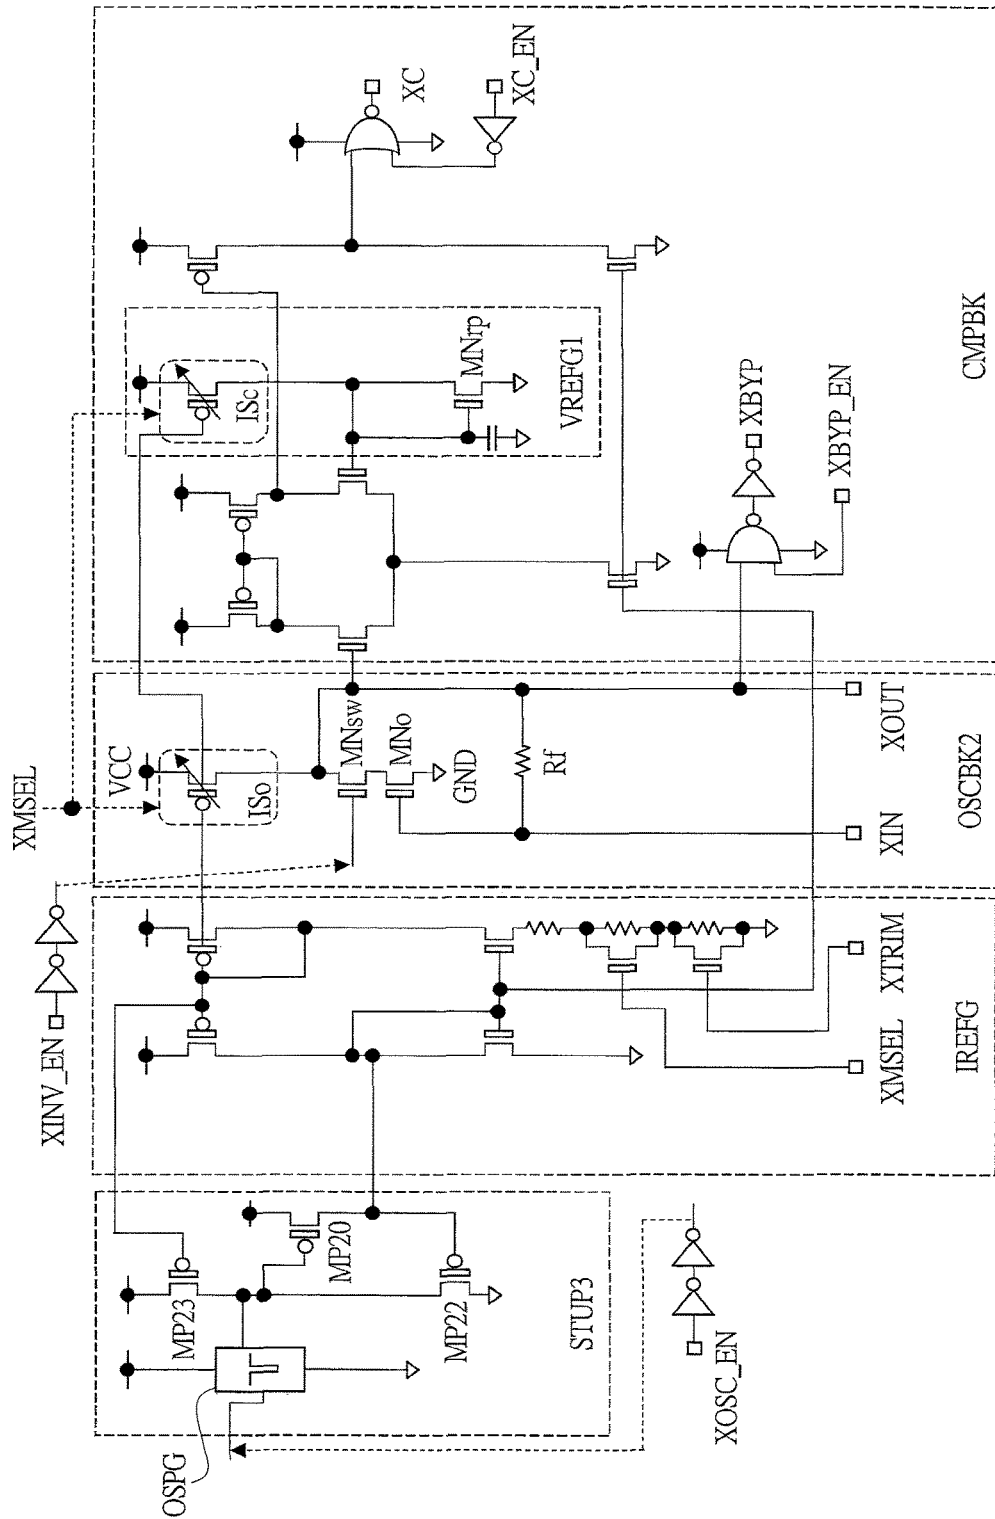 XMSEL
XINV_EN
VCC
ISo
MNsw
MNo
GND
Rf
XIN
XOUT
OSCBK2
ISc
MNrp
VREFG1
XC
XC_EN
XBYP
XBYP_EN
CMPBK
XMSEL
XTRIM
IREFG
OSPG
MP23
MP20
MP22
STUP3
XOSC_EN